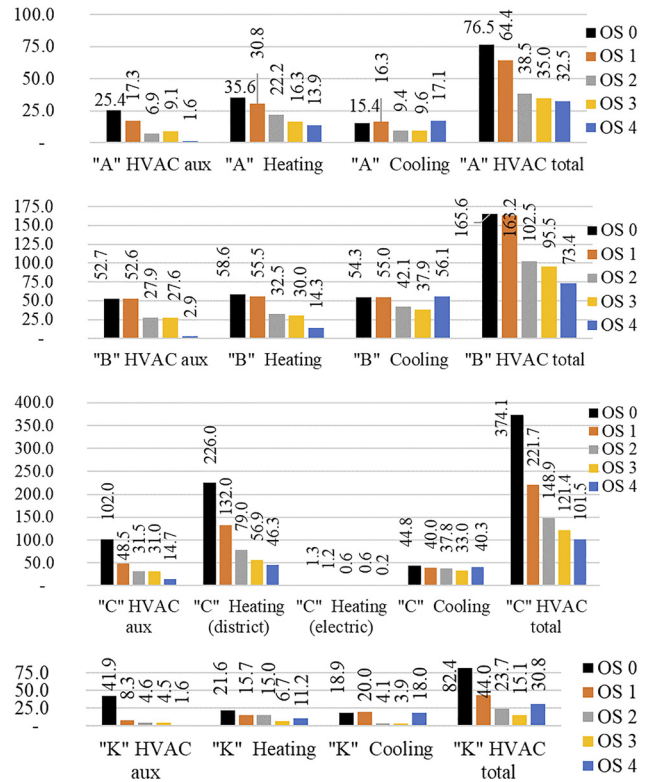 100.0
75.0
50.0
25.0
-
25.4
17.3
6.9
9.1
1.6
35.6
30.8
22.2
16.3
13.9
15.4
16.3
9.4
9.6
17.1
76.5
64.4
38.5
35.0
32.5
"A" HVAC aux
"A" Heating
"A" Cooling
"A" HVAC total
OS 0
OS 1
OS 2
OS 3
OS 4
175.0
150.0
125.0
100.0
75.0
50.0
25.0
-
52.7
52.6
27.9
27.6
2.9
58.6
55.5
32.5
30.0
14.3
54.3
55.0
42.1
37.9
56.1
165.6
163.2
102.5
95.5
73.4
"B" HVAC aux
"B" Heating
"B" Cooling
"B" HVAC total
OS 0
OS 1
OS 2
OS 3
OS 4
400.0
350.0
300.0
250.0
200.0
150.0
100.0
50.0
-
102.0
48.5
31.5
31.0
14.7
226.0
132.0
79.0
56.9
46.3
1.3
1.2
0.6
0.6
0.2
44.8
40.0
37.8
33.0
40.3
374.1
221.7
148.9
121.4
101.5
"C" HVAC
aux
"C" Heating
(district)
"C" Heating
(electric)
"C" Cooling
"C" HVAC
total
OS 0
OS 1
OS 2
OS 3
OS 4
75.0
50.0
25.0
-
41.9
8.3
4.6
4.5
1.6
21.6
15.7
15.0
6.7
11.2
18.9
20.0
4.1
3.9
18.0
82.4
44.0
23.7
15.1
30.8
"K" HVAC
aux
"K" Heating
"K" Cooling
"K" HVAC
total
OS 0
OS 1
OS 2
OS 3
OS 4